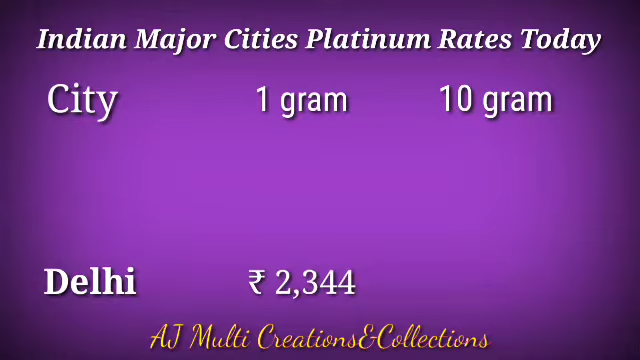 Indian Major Cities Platinum Rates Today
City 1 gram 10 gram
Delhi ₹ 2,344
AJ Multi Creations&Collections